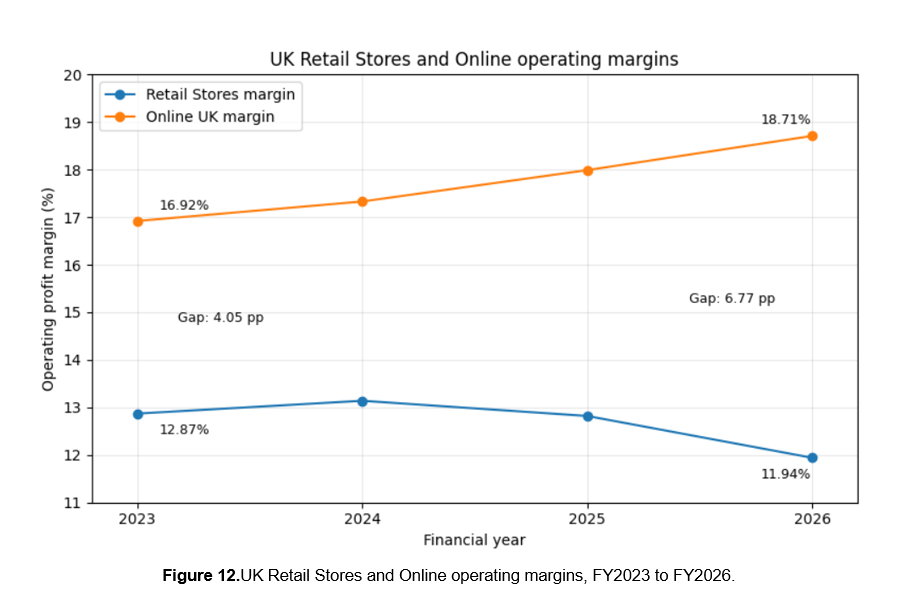 UK Retail Stores and Online operating margins
20
19
18
17
16
15
14
13
12
11
Operating profit margin (%)
Retail Stores margin
Online UK margin
16.92%
18.71%
Gap: 4.05 pp
Gap: 6.77 pp
12.87%
11.94%
2023 2024 2025 2026
Financial year
Figure 12.UK Retail Stores and Online operating margins, FY2023 to FY2026.